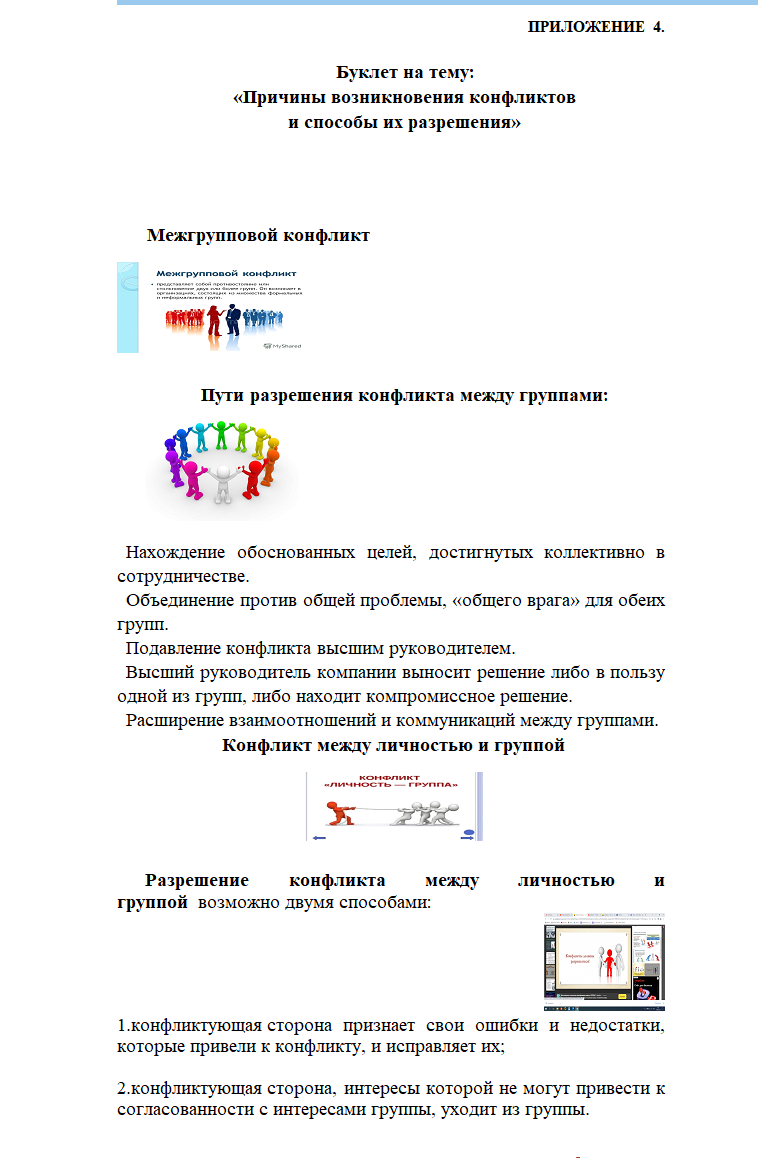 ПРИЛОЖЕНИЕ 4.
Буклет на тему:
«Причины возникновения конфликтов
и способы их разрешения»
Межгрупповой конфликт
Межгрупповой конфликт
• представляет собой противостояние или
столкновение двух или более групп. Он возникает в
организациях, состоящих из множества формальных
и неформальных групп.
MyShared
Пути разрешения конфликта между группами:
Нахождение обоснованных целей, достигнутых коллективно в
сотрудничестве.
Объединение против общей проблемы, «общего врага» для обеих
групп.
Подавление конфликта высшим руководителем.
Высший руководитель компании выносит решение либо в пользу
одной из групп, либо находит компромиссное решение.
Расширение взаимоотношений и коммуникаций между группами.
Конфликт между личностью и группой
КОНФЛИКТ
«ЛИЧНОСТЬ — ГРУППА»
Разрешение конфликта между личностью и
группой возможно двумя способами:
1.конфликтующая сторона признает свои ошибки и недостатки,
которые привели к конфликту, и исправляет их;
2.конфликтующая сторона, интересы которой не могут привести к
согласованности с интересами группы, уходит из группы.